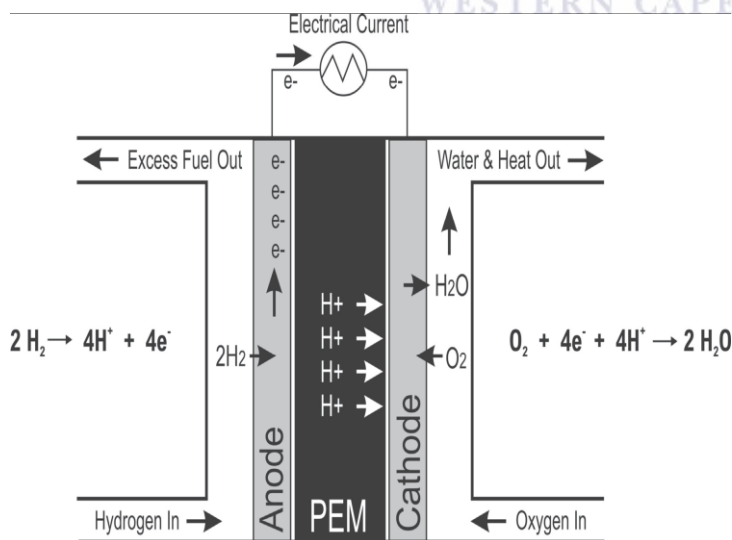 WESTERN CAPE
Electrical Current
e- e-
Excess Fuel Out
e-
e-
e-
e-
Water & Heat Out
H+
H+
H+
H+
H2O
2 H₂→ 4H⁺ + 4e⁻
2H2
O2
O₂ + 4e⁻ + 4H⁺→ 2 H₂O
Anode
PEM
Cathode
Hydrogen In
Oxygen In